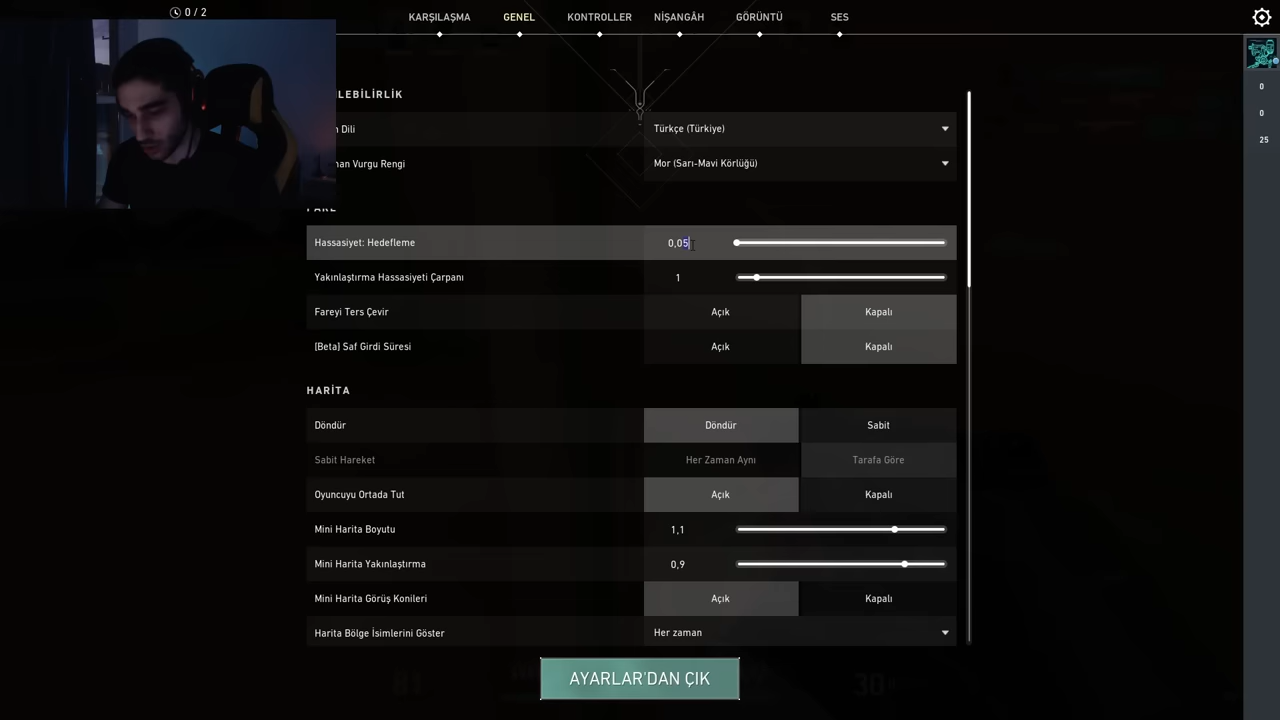 0 / 2
KARŞILAŞMA
GENEL
KONTROLLER
NİŞANGÂH
GÖRÜNTÜ
SES
LEBİLİRLİK
Dili
Türkçe (Türkiye)
Vurgu Rengi
Mor (Sarı-Mavi Körlüğü)
Hassasiyet: Hedefleme
0,05
Yakınlaştırma Hassasiyeti Çarpanı
1
Fareyi Ters Çevir
Açık
Kapalı
[Beta] Saf Girdi Süresi
Açık
Kapalı
HARİTA
Döndür
Döndür
Sabit
Sabit Hareket
Her Zaman Aynı
Tarafa Göre
Oyuncuyu Ortada Tut
Açık
Kapalı
Mini Harita Boyutu
1,1
Mini Harita Yakınlaştırma
0,9
Mini Harita Görüş Konileri
Açık
Kapalı
Harita Bölge İsimlerini Göster
Her zaman
AYARLAR'DAN ÇIK
0
0
25
81
30